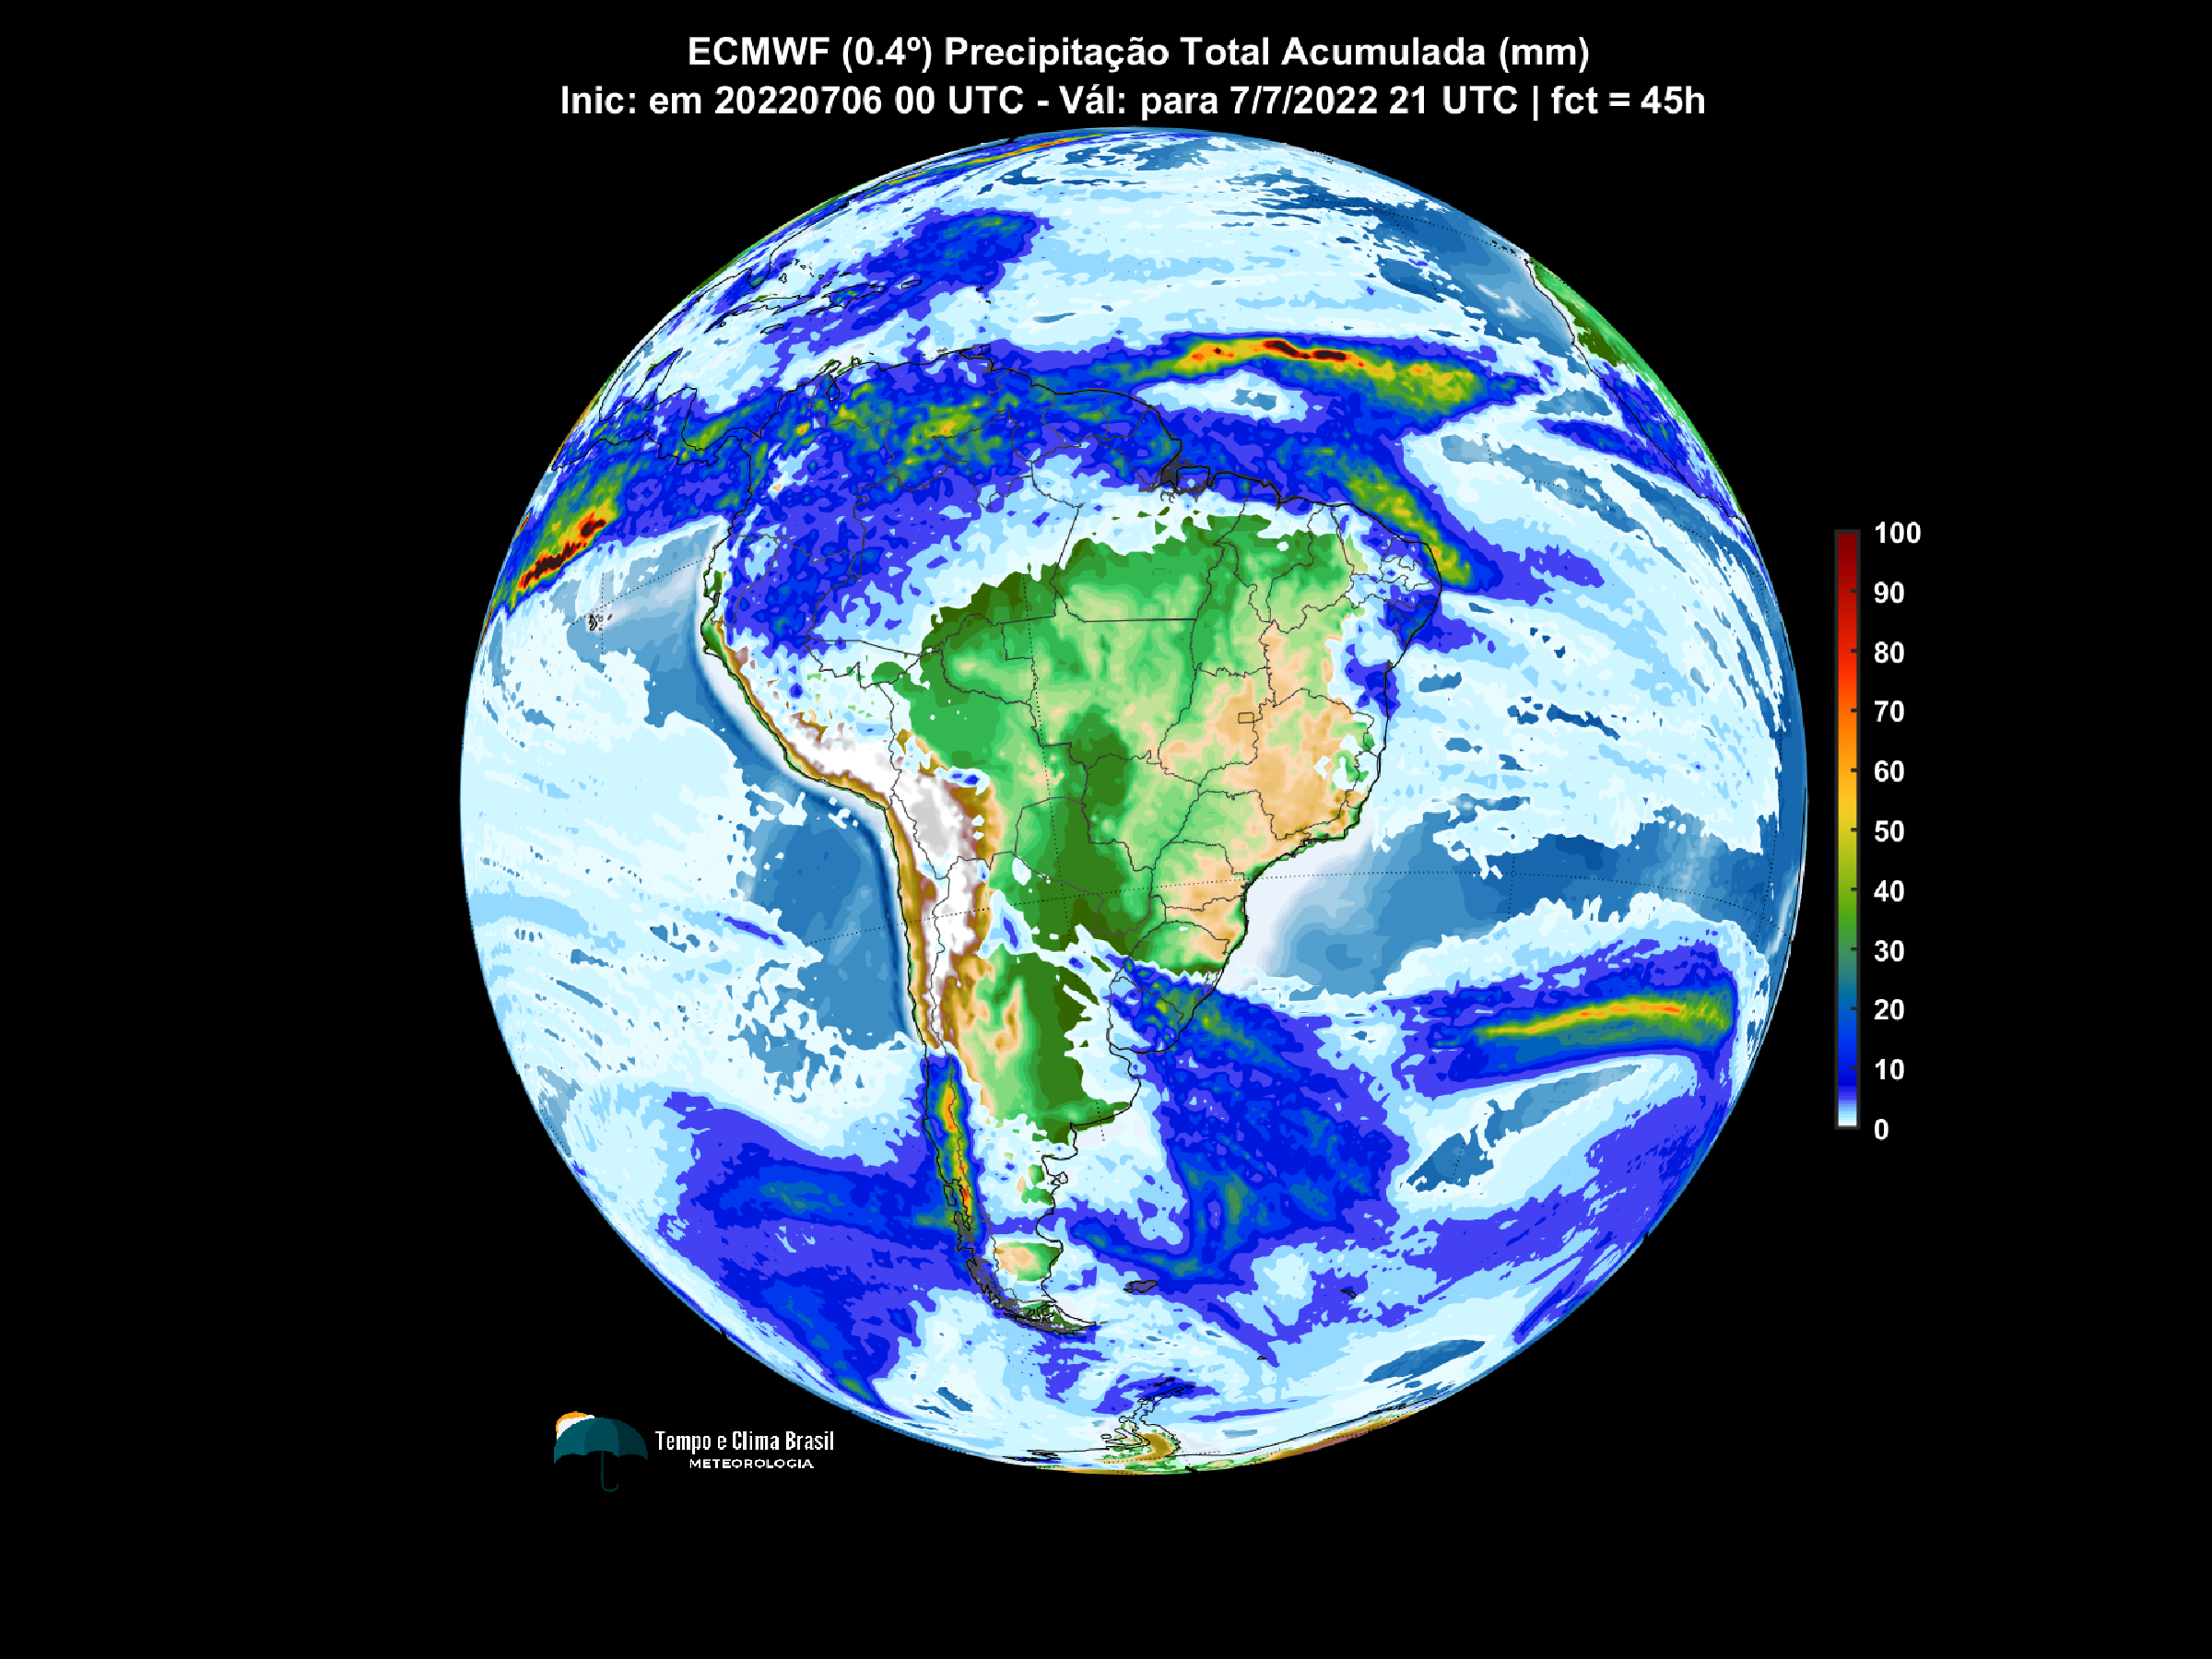 ECMWF (0.4º) Precipitação Total Acumulada (mm)
Inic: em 20220706 00 UTC - Vál: para 7/7/2022 21 UTC | fct = 45h
100
90
80
70
60
50
40
30
20
10
0
Tempo e Clima Brasil
METEOROLOGIA